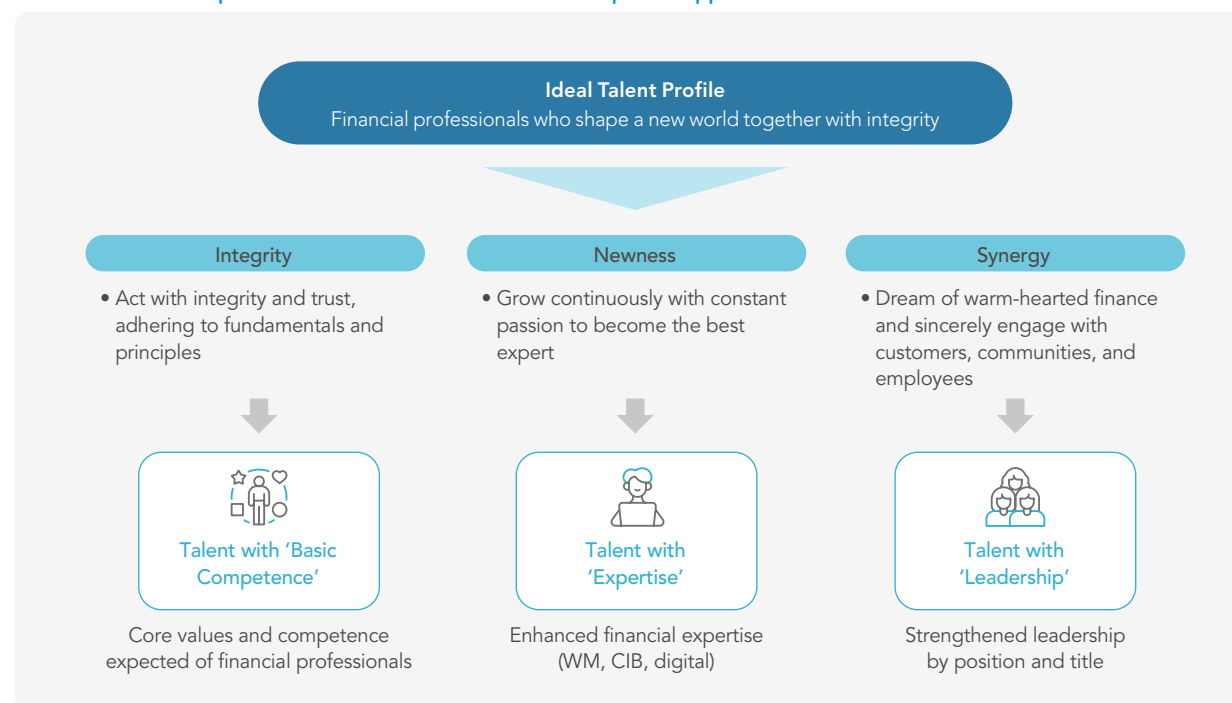 Ideal Talent Profile
Financial professionals who shape a new world together with integrity
Integrity
• Act with integrity and trust,
adhering to fundamentals and
principles
Talent with ‘Basic
Competence’
Core values and competence
expected of financial professionals
Newness
• Grow continuously with constant
passion to become the best
expert
Talent with
‘Expertise’
Enhanced financial expertise
(WM, CIB, digital)
Synergy
• Dream of warm-hearted finance
and sincerely engage with
customers, communities, and
employees
Talent with
‘Leadership’
Strengthened leadership
by position and title